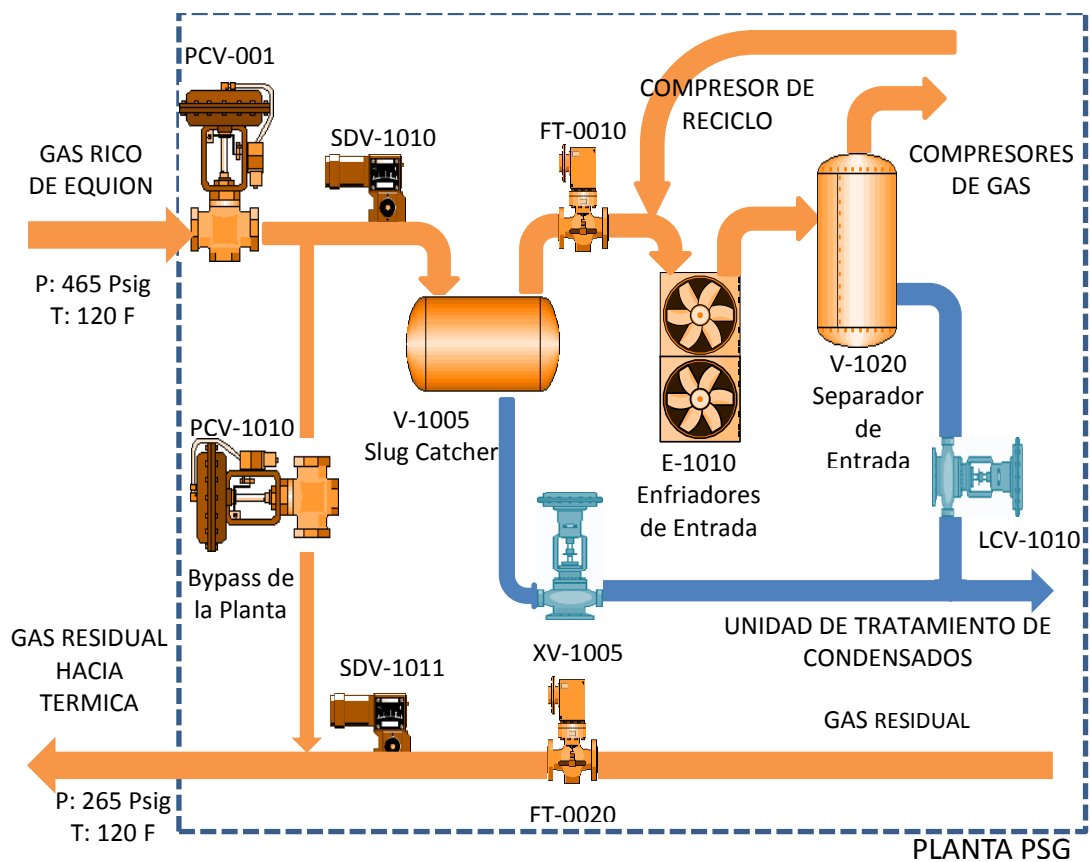 PCV-001
GAS RICO
DE EQUION
P: 465 Psig
T: 120 F
SDV-1010
FT-0010
COMPRESOR DE
RECICLO
COMPRESORES
DE GAS
V-1005
Slug Catcher
E-1010
Enfriadores
de Entrada
V-1020
Separador
de
Entrada
PCV-1010
Bypass de
la Planta
LCV-1010
XV-1005
UNIDAD DE TRATAMIENTO DE
CONDENSADOS
GAS RESIDUAL
HACIA
TERMICA
SDV-1011
GAS RESIDUAL
P: 265 Psig
T: 120 F
FT-0020
PLANTA PSG